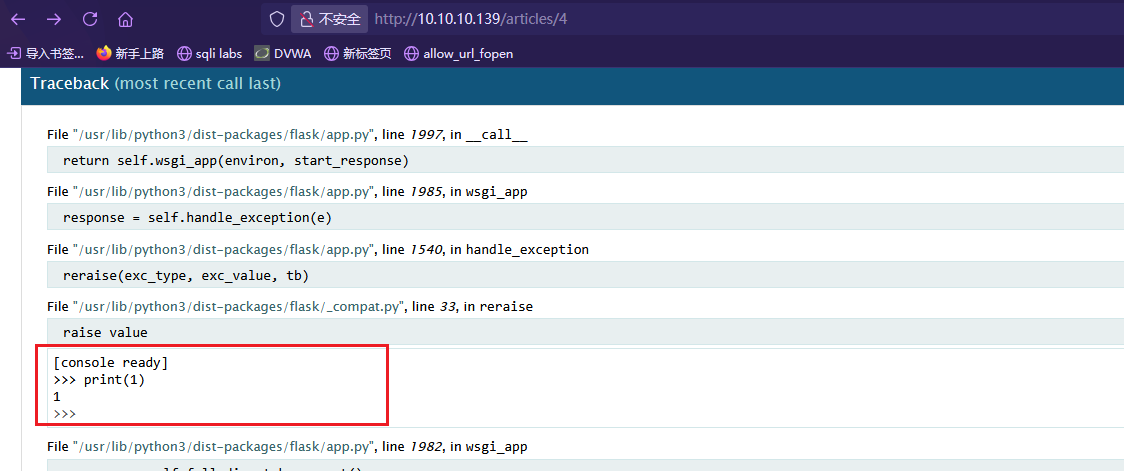 不安全 http://10.10.10.139/articles/4
导入书签... 新手上路 sqli labs DVWA 新标签页 allow_url_fopen
Traceback (most recent call last)
File "/usr/lib/python3/dist-packages/flask/app.py", line 1997, in __call__
return self.wsgi_app(environ, start_response)
File "/usr/lib/python3/dist-packages/flask/app.py", line 1985, in wsgi_app
response = self.handle_exception(e)
File "/usr/lib/python3/dist-packages/flask/app.py", line 1540, in handle_exception
reraise(exc_type, exc_value, tb)
File "/usr/lib/python3/dist-packages/flask/_compat.py", line 33, in reraise
raise value
[console ready]
>>> print(1)
1
>>>
File "/usr/lib/python3/dist-packages/flask/app.py", line 1982, in wsgi_app